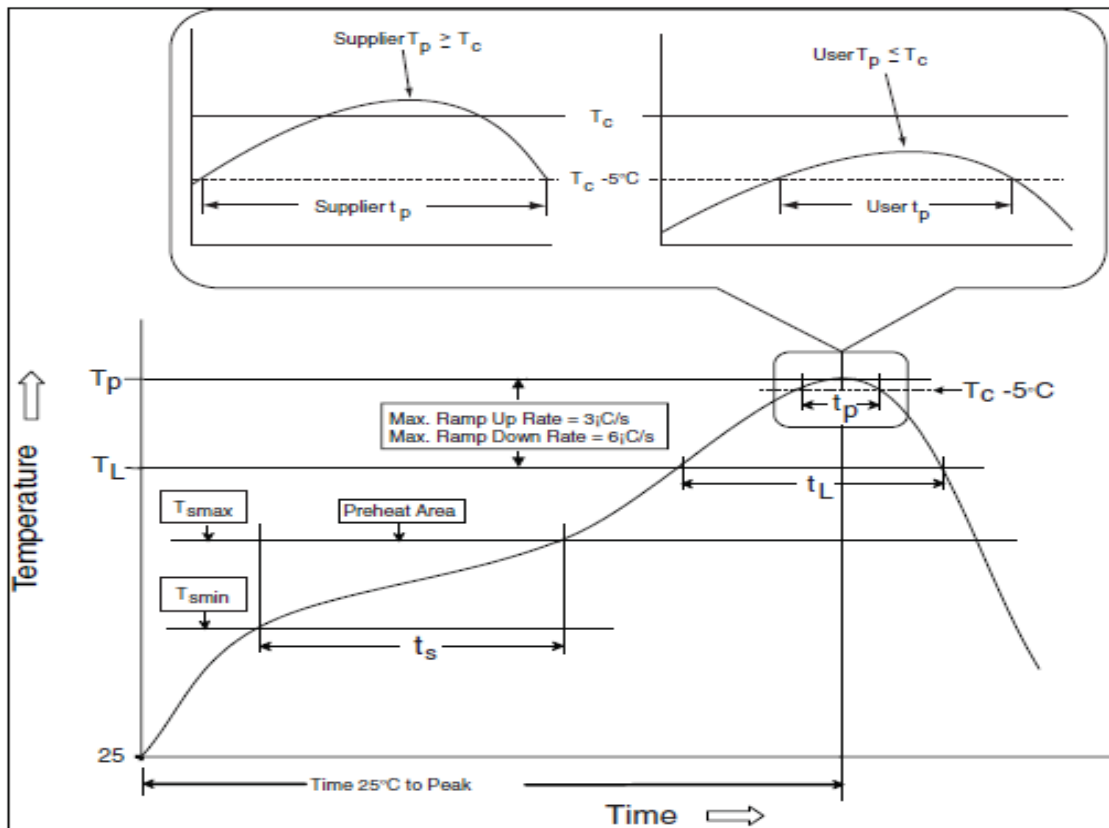 Supplier Tp ≥ Tc
User Tp ≤ Tc
Tc
Tc -5°C
Supplier tp
User tp
Tp
Tc -5°C
tp
Max. Ramp Up Rate = 3¡C/s
Max. Ramp Down Rate = 6¡C/s
TL
tL
Tsmax
Preheat Area
Tsmin
ts
Temperature
25
Time 25°C to Peak
Time